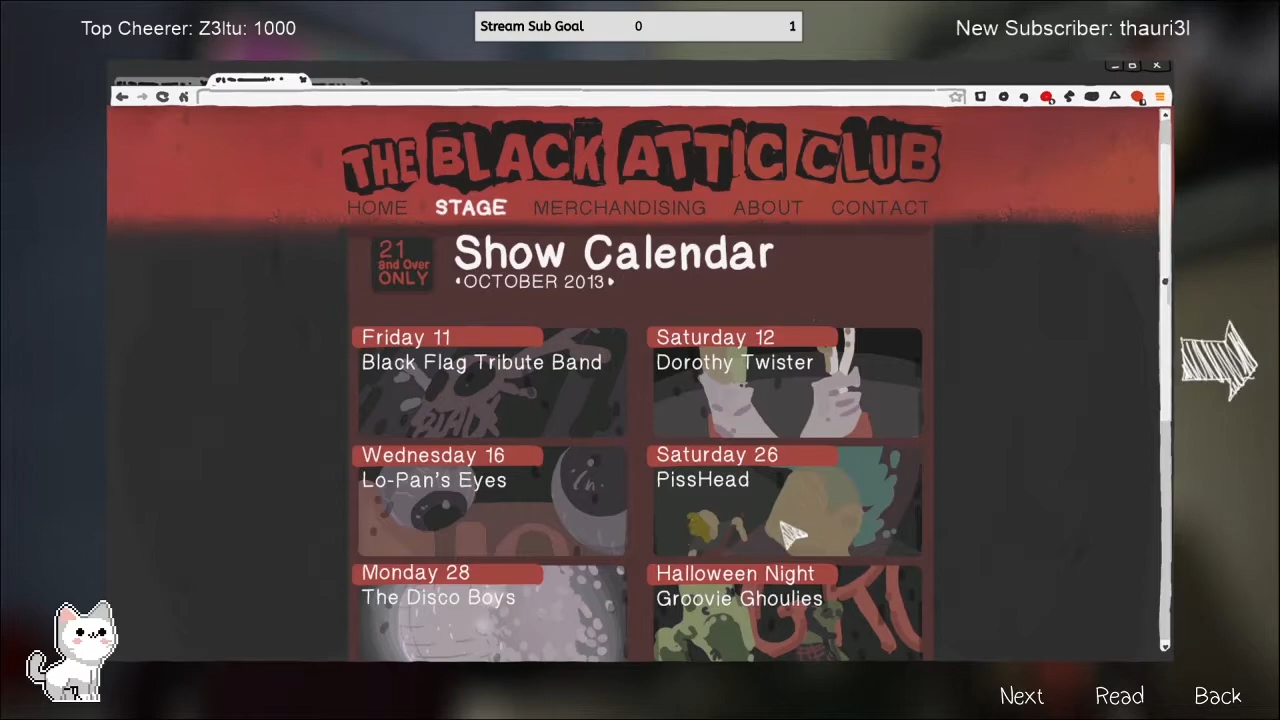 Top Cheerer: Z3ltu: 1000
Stream Sub Goal 0 1
New Subscriber: thauri3l
THE BLACK ATTIC CLUB
HOME STAGE MERCHANDISING ABOUT CONTACT
21 and Over ONLY
Show Calendar
OCTOBER 2013
Friday 11
Black Flag Tribute Band
Saturday 12
Dorothy Twister
Wednesday 16
Lo-Pan's Eyes
Saturday 26
PissHead
Monday 28
The Disco Boys
Halloween Night
Groovie Ghoulies
Next Read Back